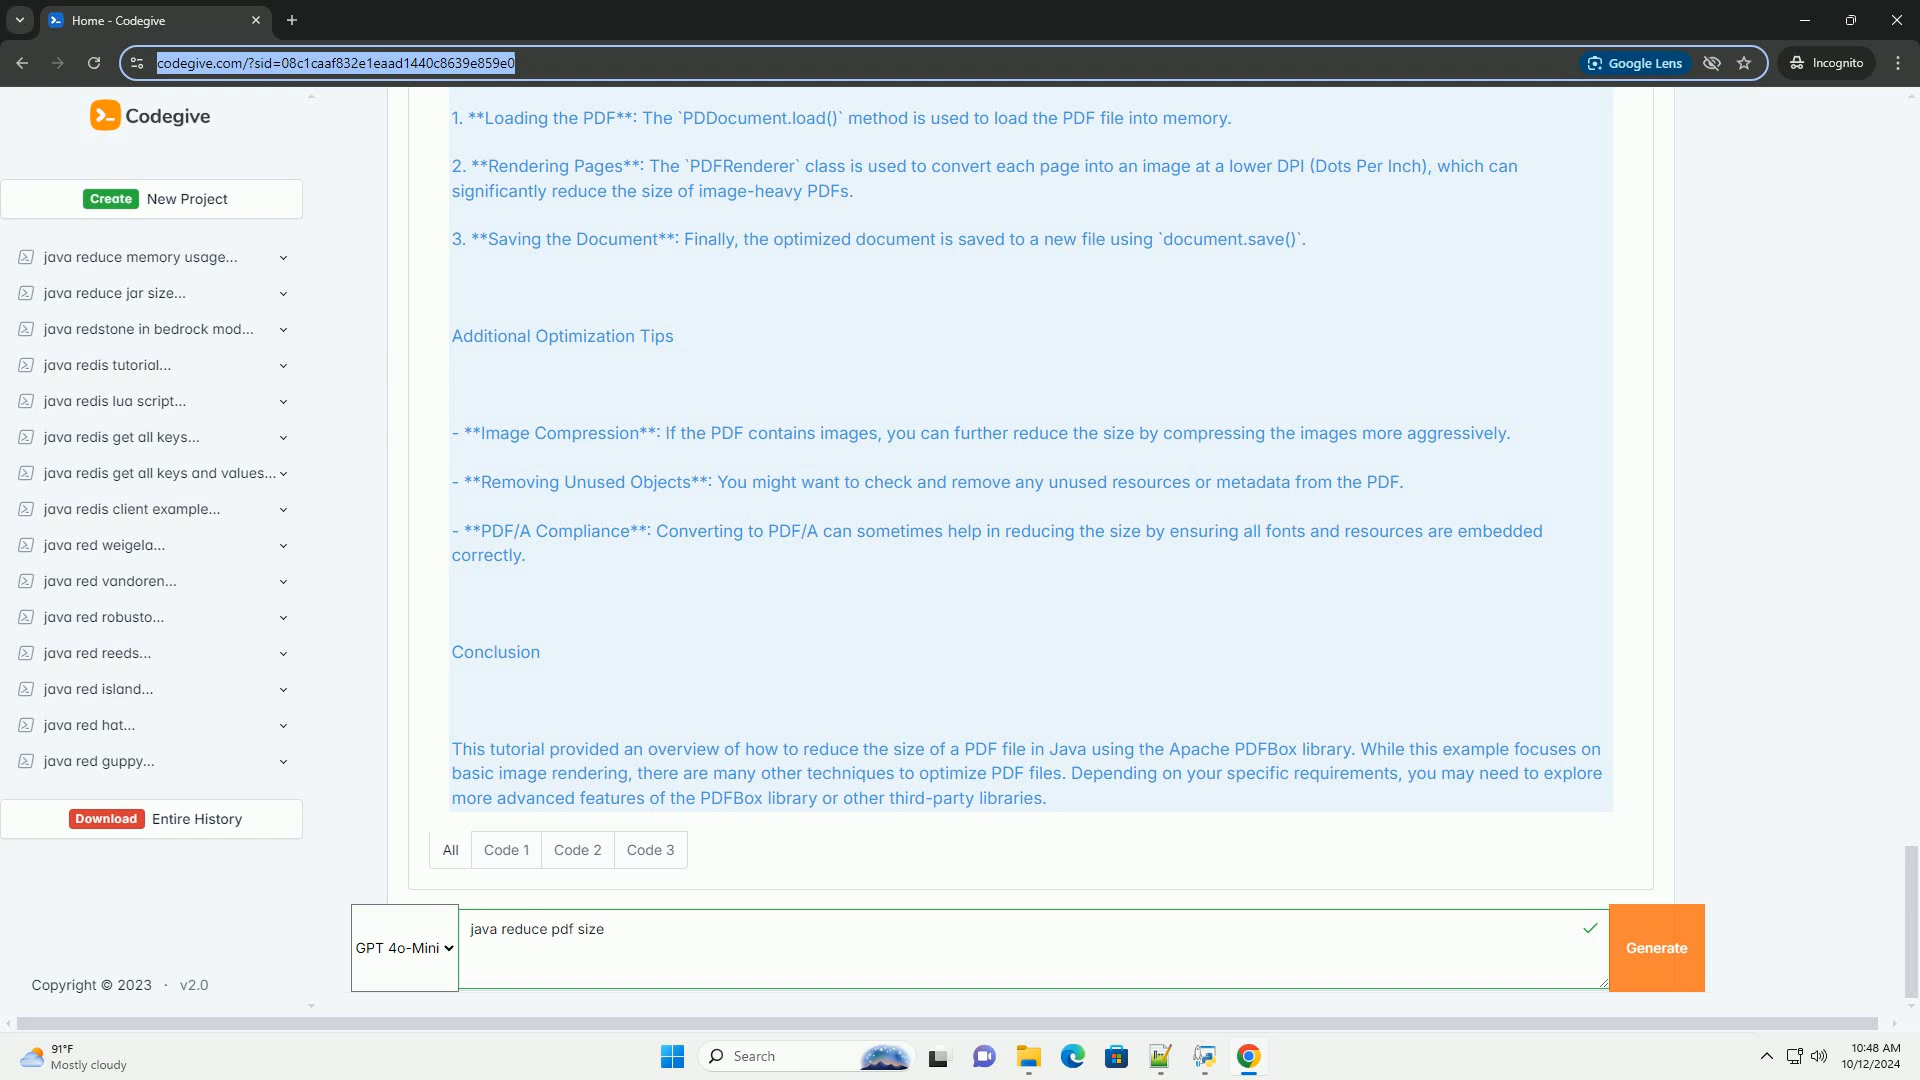 Home - Codegive
codegive.com/?sid=08c1caaf832e1eaad1440c8639e859e0
Google Lens
Incognito
Codegive
Create New Project
java reduce memory usage...
java reduce jar size...
java redstone in bedrock mod...
java redis tutorial...
java redis lua script...
java redis get all keys...
java redis get all keys and values...
java redis client example...
java red weigela...
java red vandoren...
java red robusto...
java red reeds...
java red island...
java red hat...
java red guppy...
Download Entire History
Copyright © 2023 · v2.0
1. **Loading the PDF**: The `PDDocument.load()` method is used to load the PDF file into memory.
2. **Rendering Pages**: The `PDFRenderer` class is used to convert each page into an image at a lower DPI (Dots Per Inch), which can
significantly reduce the size of image-heavy PDFs.
3. **Saving the Document**: Finally, the optimized document is saved to a new file using `document.save()`.
Additional Optimization Tips
- **Image Compression**: If the PDF contains images, you can further reduce the size by compressing the images more aggressively.
- **Removing Unused Objects**: You might want to check and remove any unused resources or metadata from the PDF.
- **PDF/A Compliance**: Converting to PDF/A can sometimes help in reducing the size by ensuring all fonts and resources are embedded
correctly.
Conclusion
This tutorial provided an overview of how to reduce the size of a PDF file in Java using the Apache PDFBox library. While this example focuses on
basic image rendering, there are many other techniques to optimize PDF files. Depending on your specific requirements, you may need to explore
more advanced features of the PDFBox library or other third-party libraries.
All Code 1 Code 2 Code 3
GPT 4o-Mini
java reduce pdf size
Generate
91°F
Mostly cloudy
Search
10:48 AM
10/12/2024